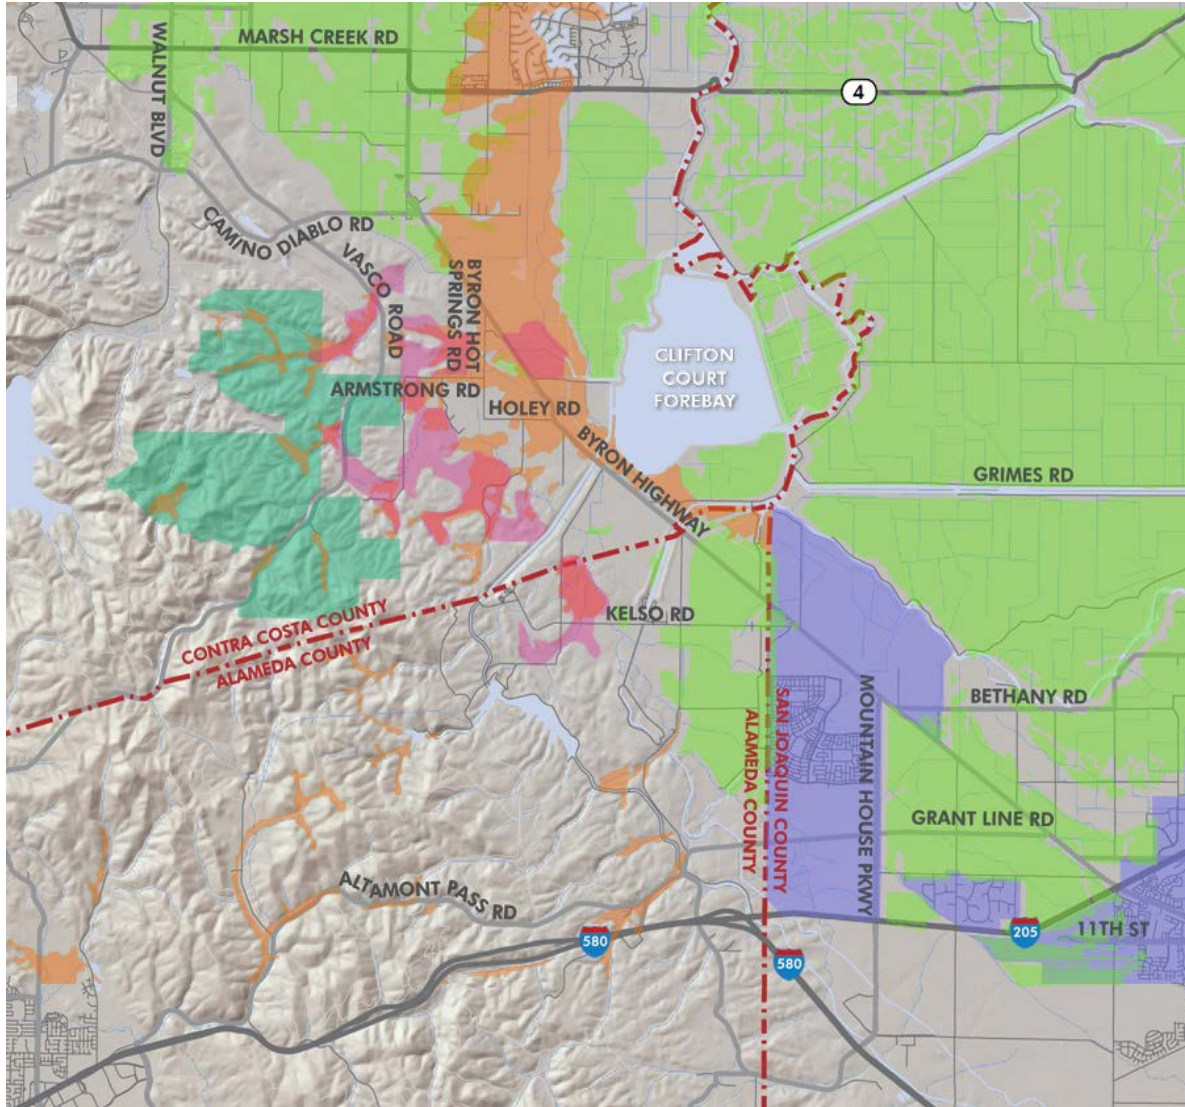 MARSH CREEK RD
WALNUT BLVD
4
CAMINO DIABLO RD
VASCO ROAD
BYRON HOT
SPRINGS RD
CLIFTON
COURT
FOREBAY
ARMSTRONG RD
HOLEY RD
BYRON HIGHWAY
GRIMES RD
KELSO RD
CONTRA COSTA COUNTY
ALAMEDA COUNTY
BETHANY RD
SAN JOAQUIN COUNTY
ALAMEDA COUNTY
MOUNTAIN HOUSE PKWY
GRANT LINE RD
ALTAMONT PASS RD
580
205
11TH ST
580